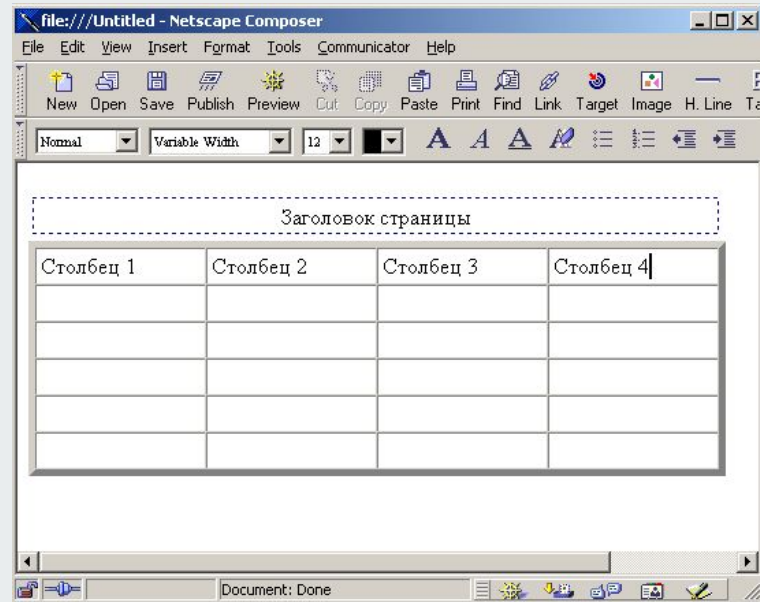 file:///Untitled - Netscape Composer
File Edit View Insert Format Tools Communicator Help
New Open Save Publish Preview Cut Copy Paste Print Find Link Target Image H. Line Ta
Normal Variable Width 12 A A A
Заголовок страницы
Столбец 1 Столбец 2 Столбец 3 Столбец 4
Document: Done